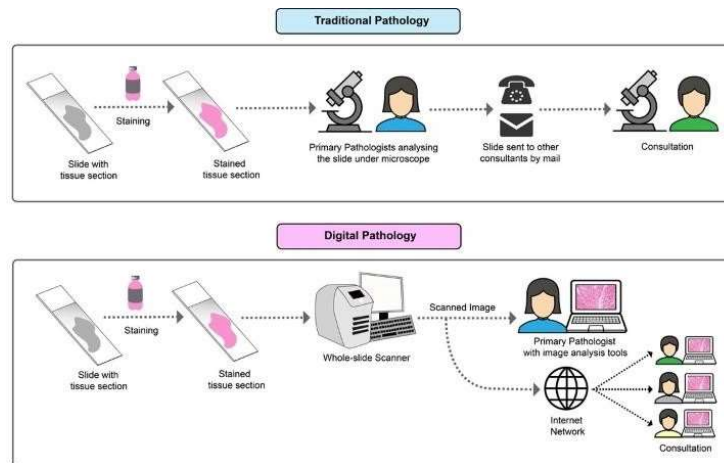 Traditional Pathology
Staining
Slide with
tissue section
Stained
tissue section
Primary Pathologists analysing
the slide under microscope
Slide sent to other
consultants by mail
Consultation
Digital Pathology
Staining
Slide with
tissue section
Stained
tissue section
Whole-slide Scanner
Scanned Image
Primary Pathologist
with image analysis tools
Internet
Network
Consultation